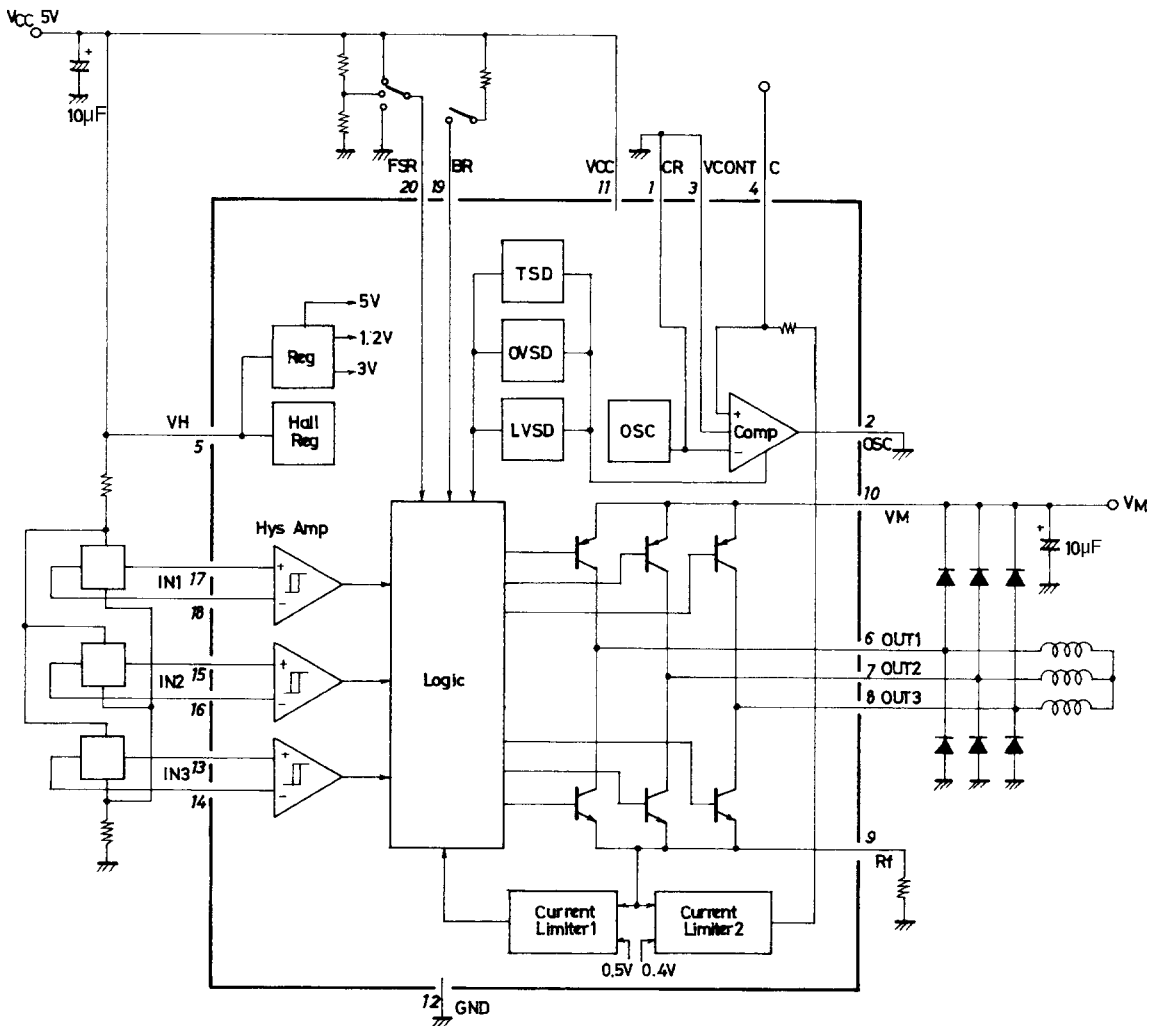 VCC 5V
+
10μF
FSR
20
BR
19
VCC
11
CR
1
VCONT
3
C
4
TSD
5V
1.2V
3V
Reg
OVSD
VH
5
Hall
Reg
LVSD
OSC
+
Comp
−
2
OSC
10
VM
VM
+
10μF
Hys Amp
IN1
17
18
+
−
IN2
15
16
+
−
IN3
13
14
+
−
Logic
6 OUT1
7 OUT2
8 OUT3
9
Rf
Current
Limiter1
Current
Limiter2
0.5V
0.4V
12
GND